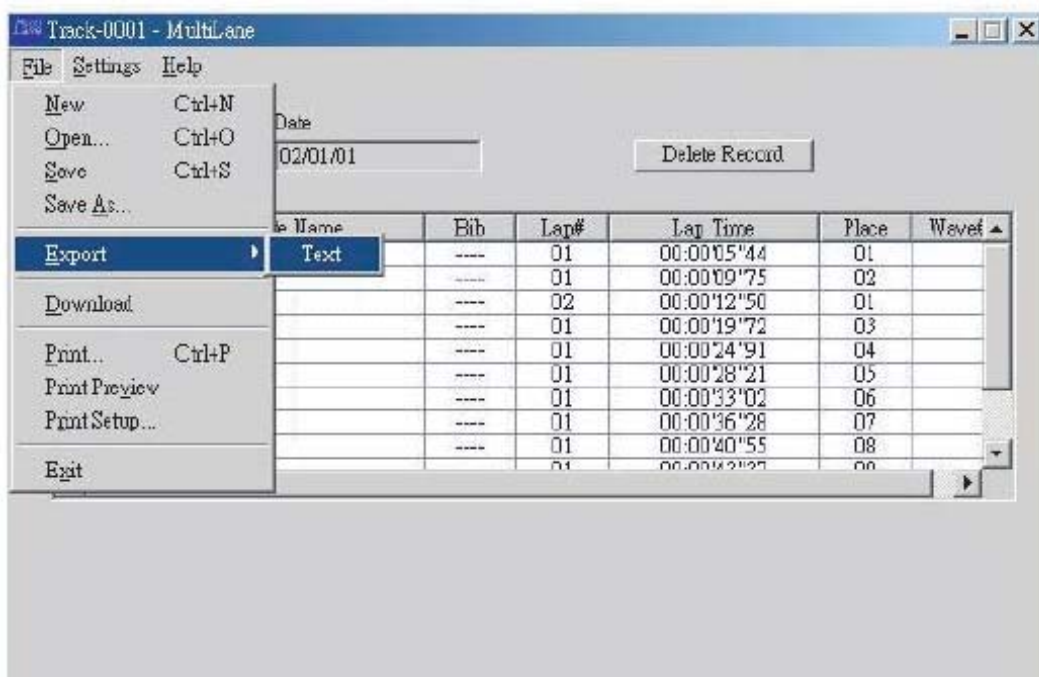 Track-0001 - MultiLane
File Settings Help
New Ctrl+N
Open... Ctrl+O
Save Ctrl+S
Save As...
Export
Text
Download
Print... Ctrl+P
Print Preview
Print Setup...
Exit
Date
02/01/01
Delete Record
Name Bib Lap# Lap Time Place
---- 01 00:00'05"44 01
---- 01 00:00'09"75 02
---- 02 00:00'12"50 01
---- 01 00:00'19"72 03
---- 01 00:00'24"91 04
---- 01 00:00'28"21 05
---- 01 00:00'33"02 06
---- 01 00:00'36"28 07
---- 01 00:00'40"55 08